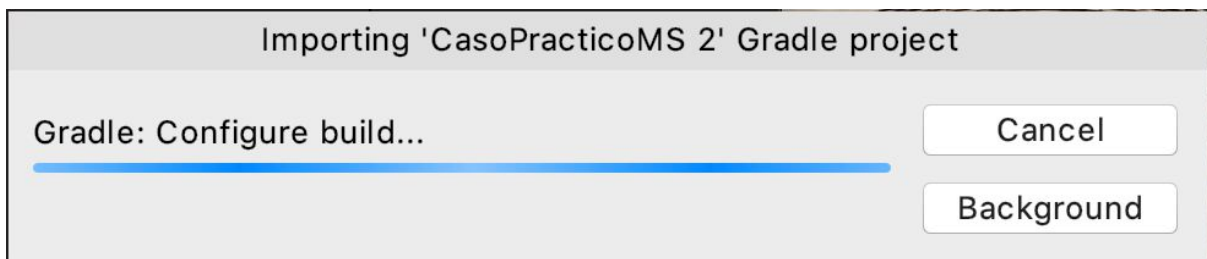 Importing 'CasoPracticoMS 2' Gradle project
Gradle: Configure build...
Cancel
Background